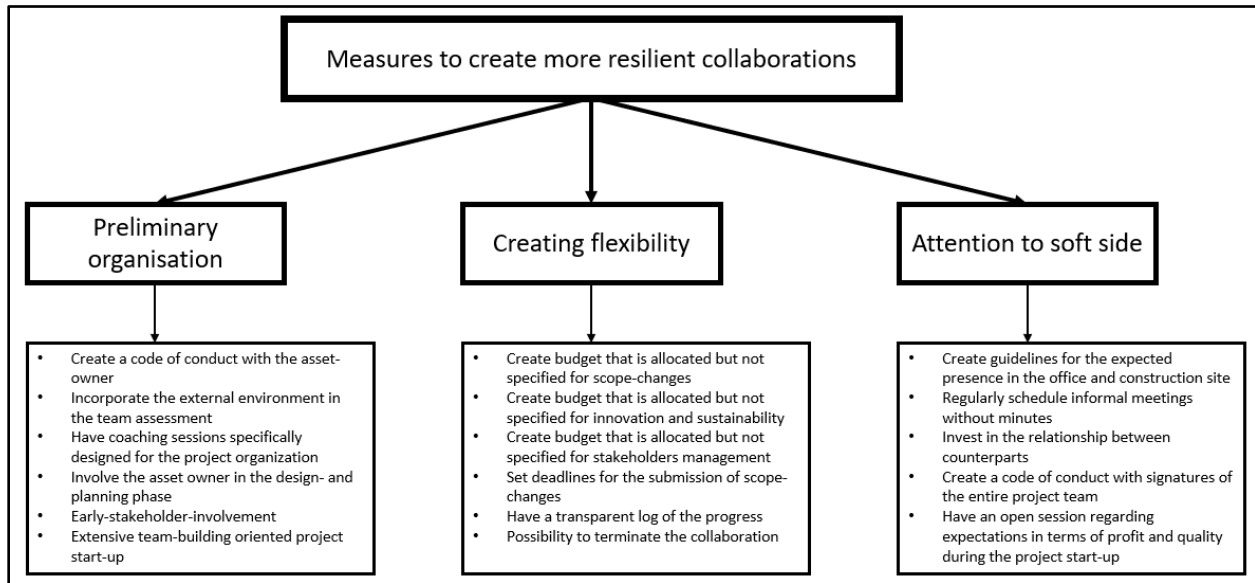 Measures to create more resilient collaborations
Preliminary
organisation
Creating flexibility
Attention to soft side
• Create a code of conduct with the asset-
owner
• Incorporate the external environment in
the team assessment
• Have coaching sessions specifically
designed for the project organization
• Involve the asset owner in the design- and
planning phase
• Early-stakeholder-involvement
• Extensive team-building oriented project
start-up
• Create budget that is allocated but not
specified for scope-changes
• Create budget that is allocated but not
specified for innovation and sustainability
• Create budget that is allocated but not
specified for stakeholders management
• Set deadlines for the submission of scope-
changes
• Have a transparent log of the progress
• Possibility to terminate the collaboration
• Create guidelines for the expected
presence in the office and construction site
• Regularly schedule informal meetings
without minutes
• Invest in the relationship between
counterparts
• Create a code of conduct with signatures of
the entire project team
• Have an open session regarding
expectations in terms of profit and quality
during the project start-up